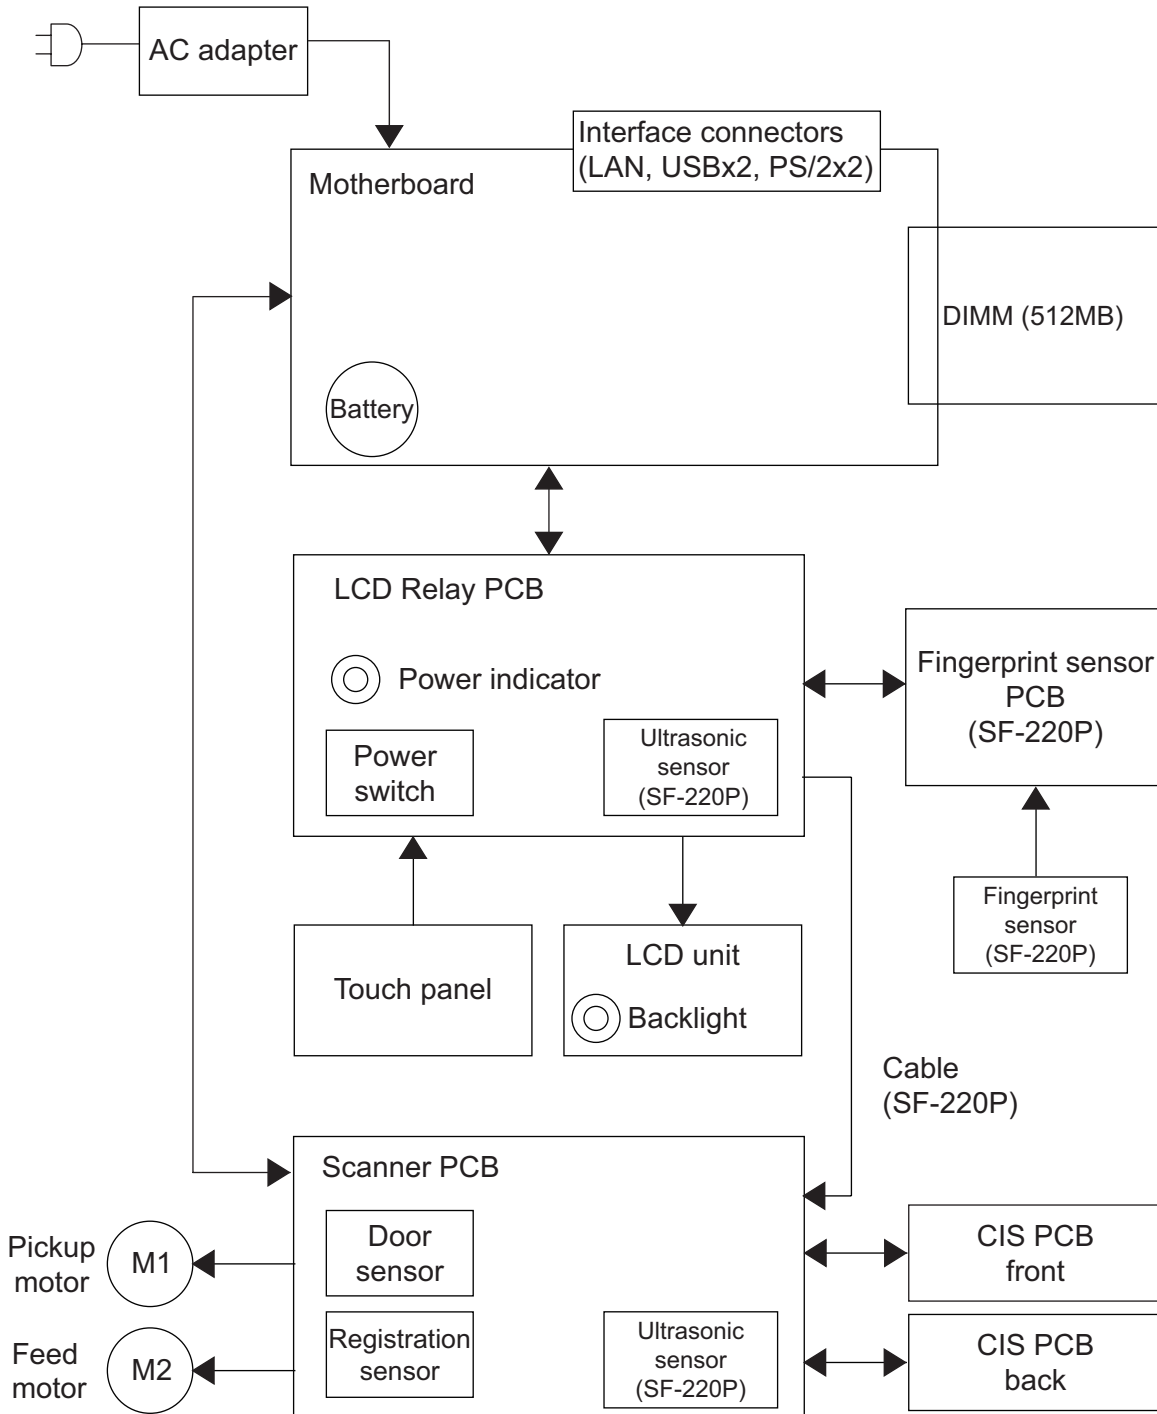 AC adapter
Interface connectors
(LAN, USBx2, PS/2x2)
Motherboard
DIMM (512MB)
Battery
LCD Relay PCB
Power indicator
Power
switch
Ultrasonic
sensor
(SF-220P)
Fingerprint sensor
PCB
(SF-220P)
Fingerprint
sensor
(SF-220P)
Touch panel
LCD unit
Backlight
Cable
(SF-220P)
Scanner PCB
Door
sensor
Pickup
motor
M1
CIS PCB
front
Registration
sensor
Feed
motor
M2
Ultrasonic
sensor
(SF-220P)
CIS PCB
back